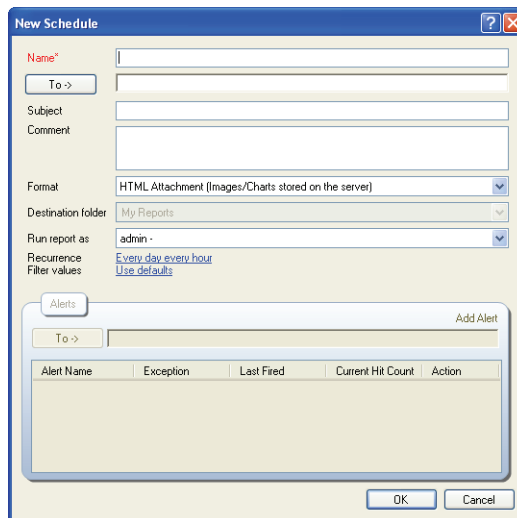 New Schedule
Name*
To ->
Subject
Comment
Format HTML Attachment (Images/Charts stored on the server)
Destination folder My Reports
Run report as admin -
Recurrence Every day every hour
Filter values Use defaults
Alerts
Add Alert
To ->
Alert Name Exception Last Fired Current Hit Count Action
OK Cancel